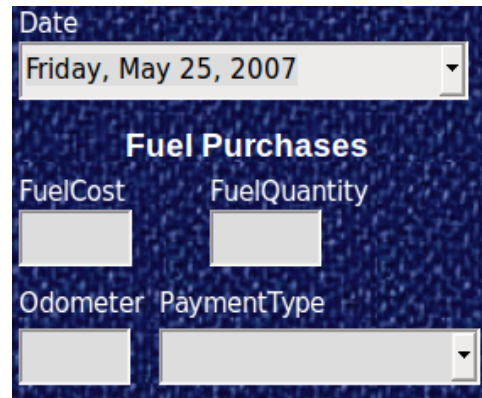 Date
Friday, May 25, 2007
Fuel Purchases
FuelCost FuelQuantity
Odometer PaymentType